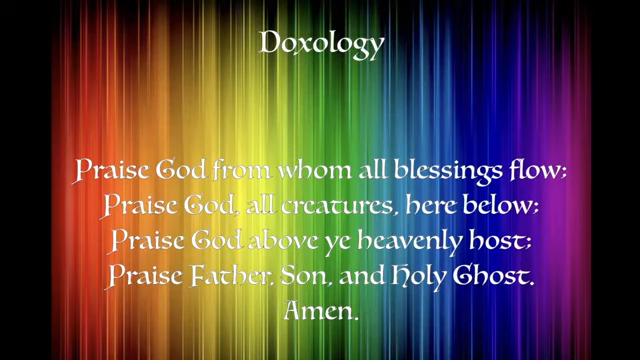 Doxology
Praise God from whom all blessings flow;
Praise God, all creatures, here below;
Praise God above ye heavenly host;
Praise Father, Son, and Holy Ghost.
Amen.